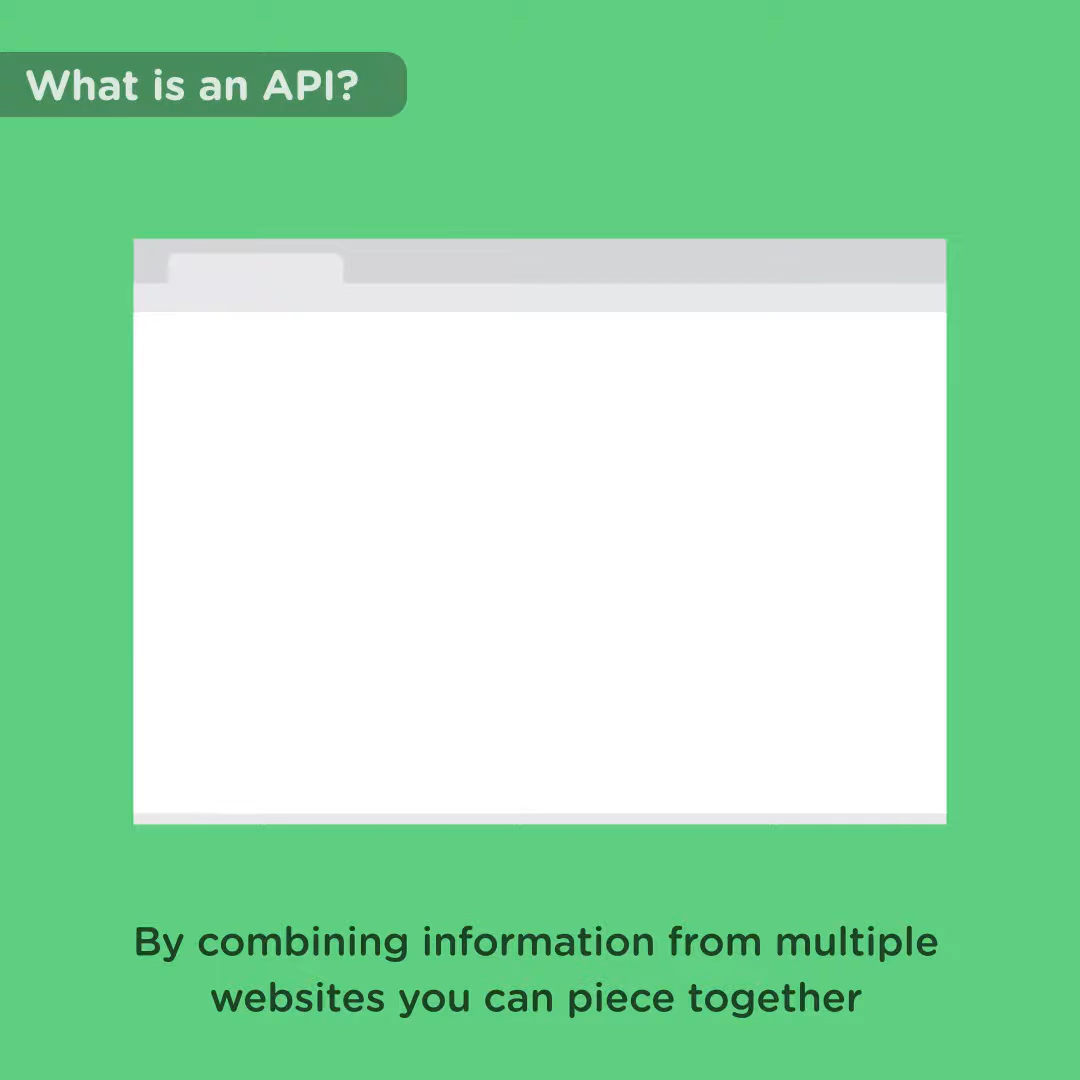 What is an API?
By combining information from multiple
websites you can piece together